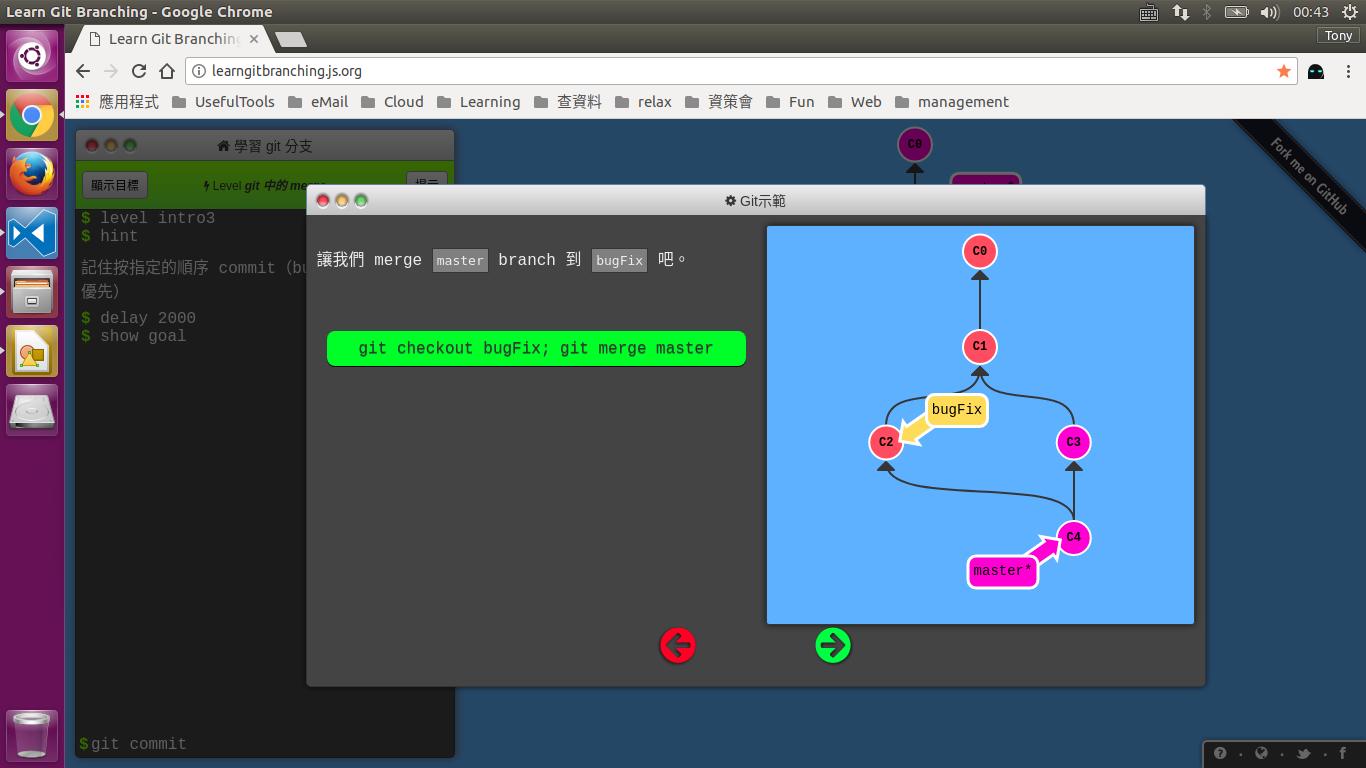 Learn Git Branching - Google Chrome
00:43
Learn Git Branching
Tony
learngitbranching.js.org
應用程式
UsefulTools
eMail
Cloud
Learning
查資料
relax
資策會
Fun
Web
management
學習 git 分支
顯示目標
Level git 中的 merge
$ level intro3
$ hint
記住按指定的順序 commit（bu
優先）
$ delay 2000
$ show goal
$ git commit
C0
Fork me on GitHub
Git示範
讓我們 merge master branch 到 bugFix 吧。
git checkout bugFix; git merge master
C0
C1
bugFix
C2
C3
C4
master*